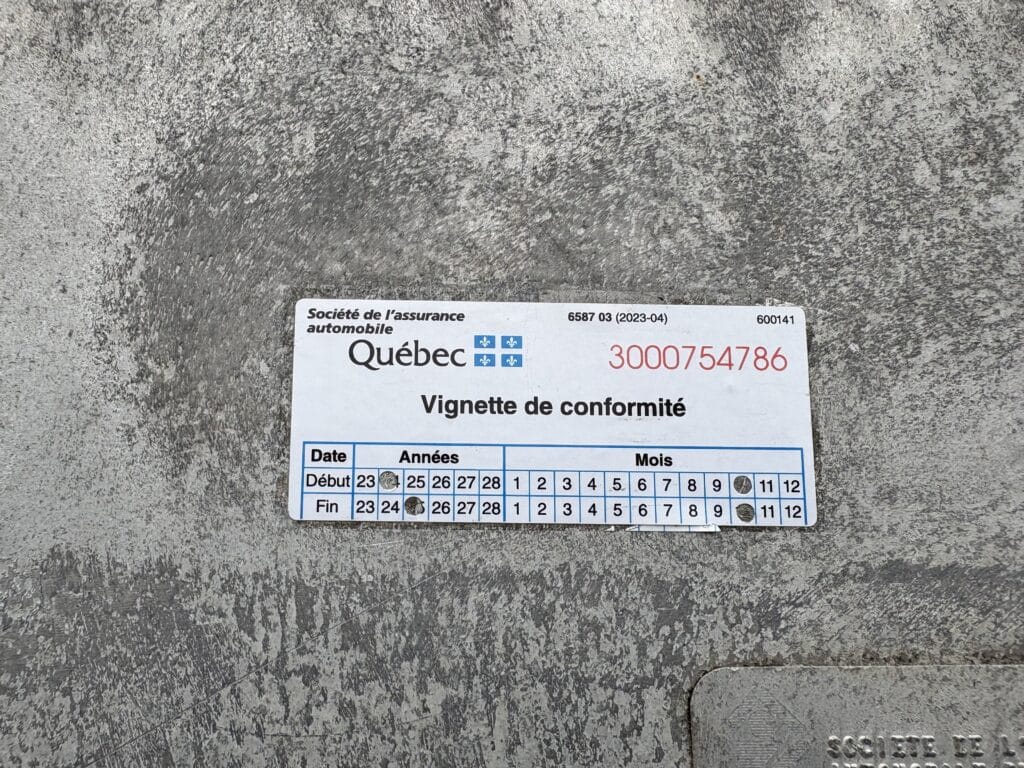 Société de l'assurance
automobile
Québec
6587 03 (2023-04)
600141
3000754786
Vignette de conformité
Date Années Mois
Début 23 25 26 27 28 1 2 3 4 5 6 7 8 9 11 12
Fin 23 24 26 27 28 1 2 3 4 5 6 7 8 9 11 12
SOCIETE DE L